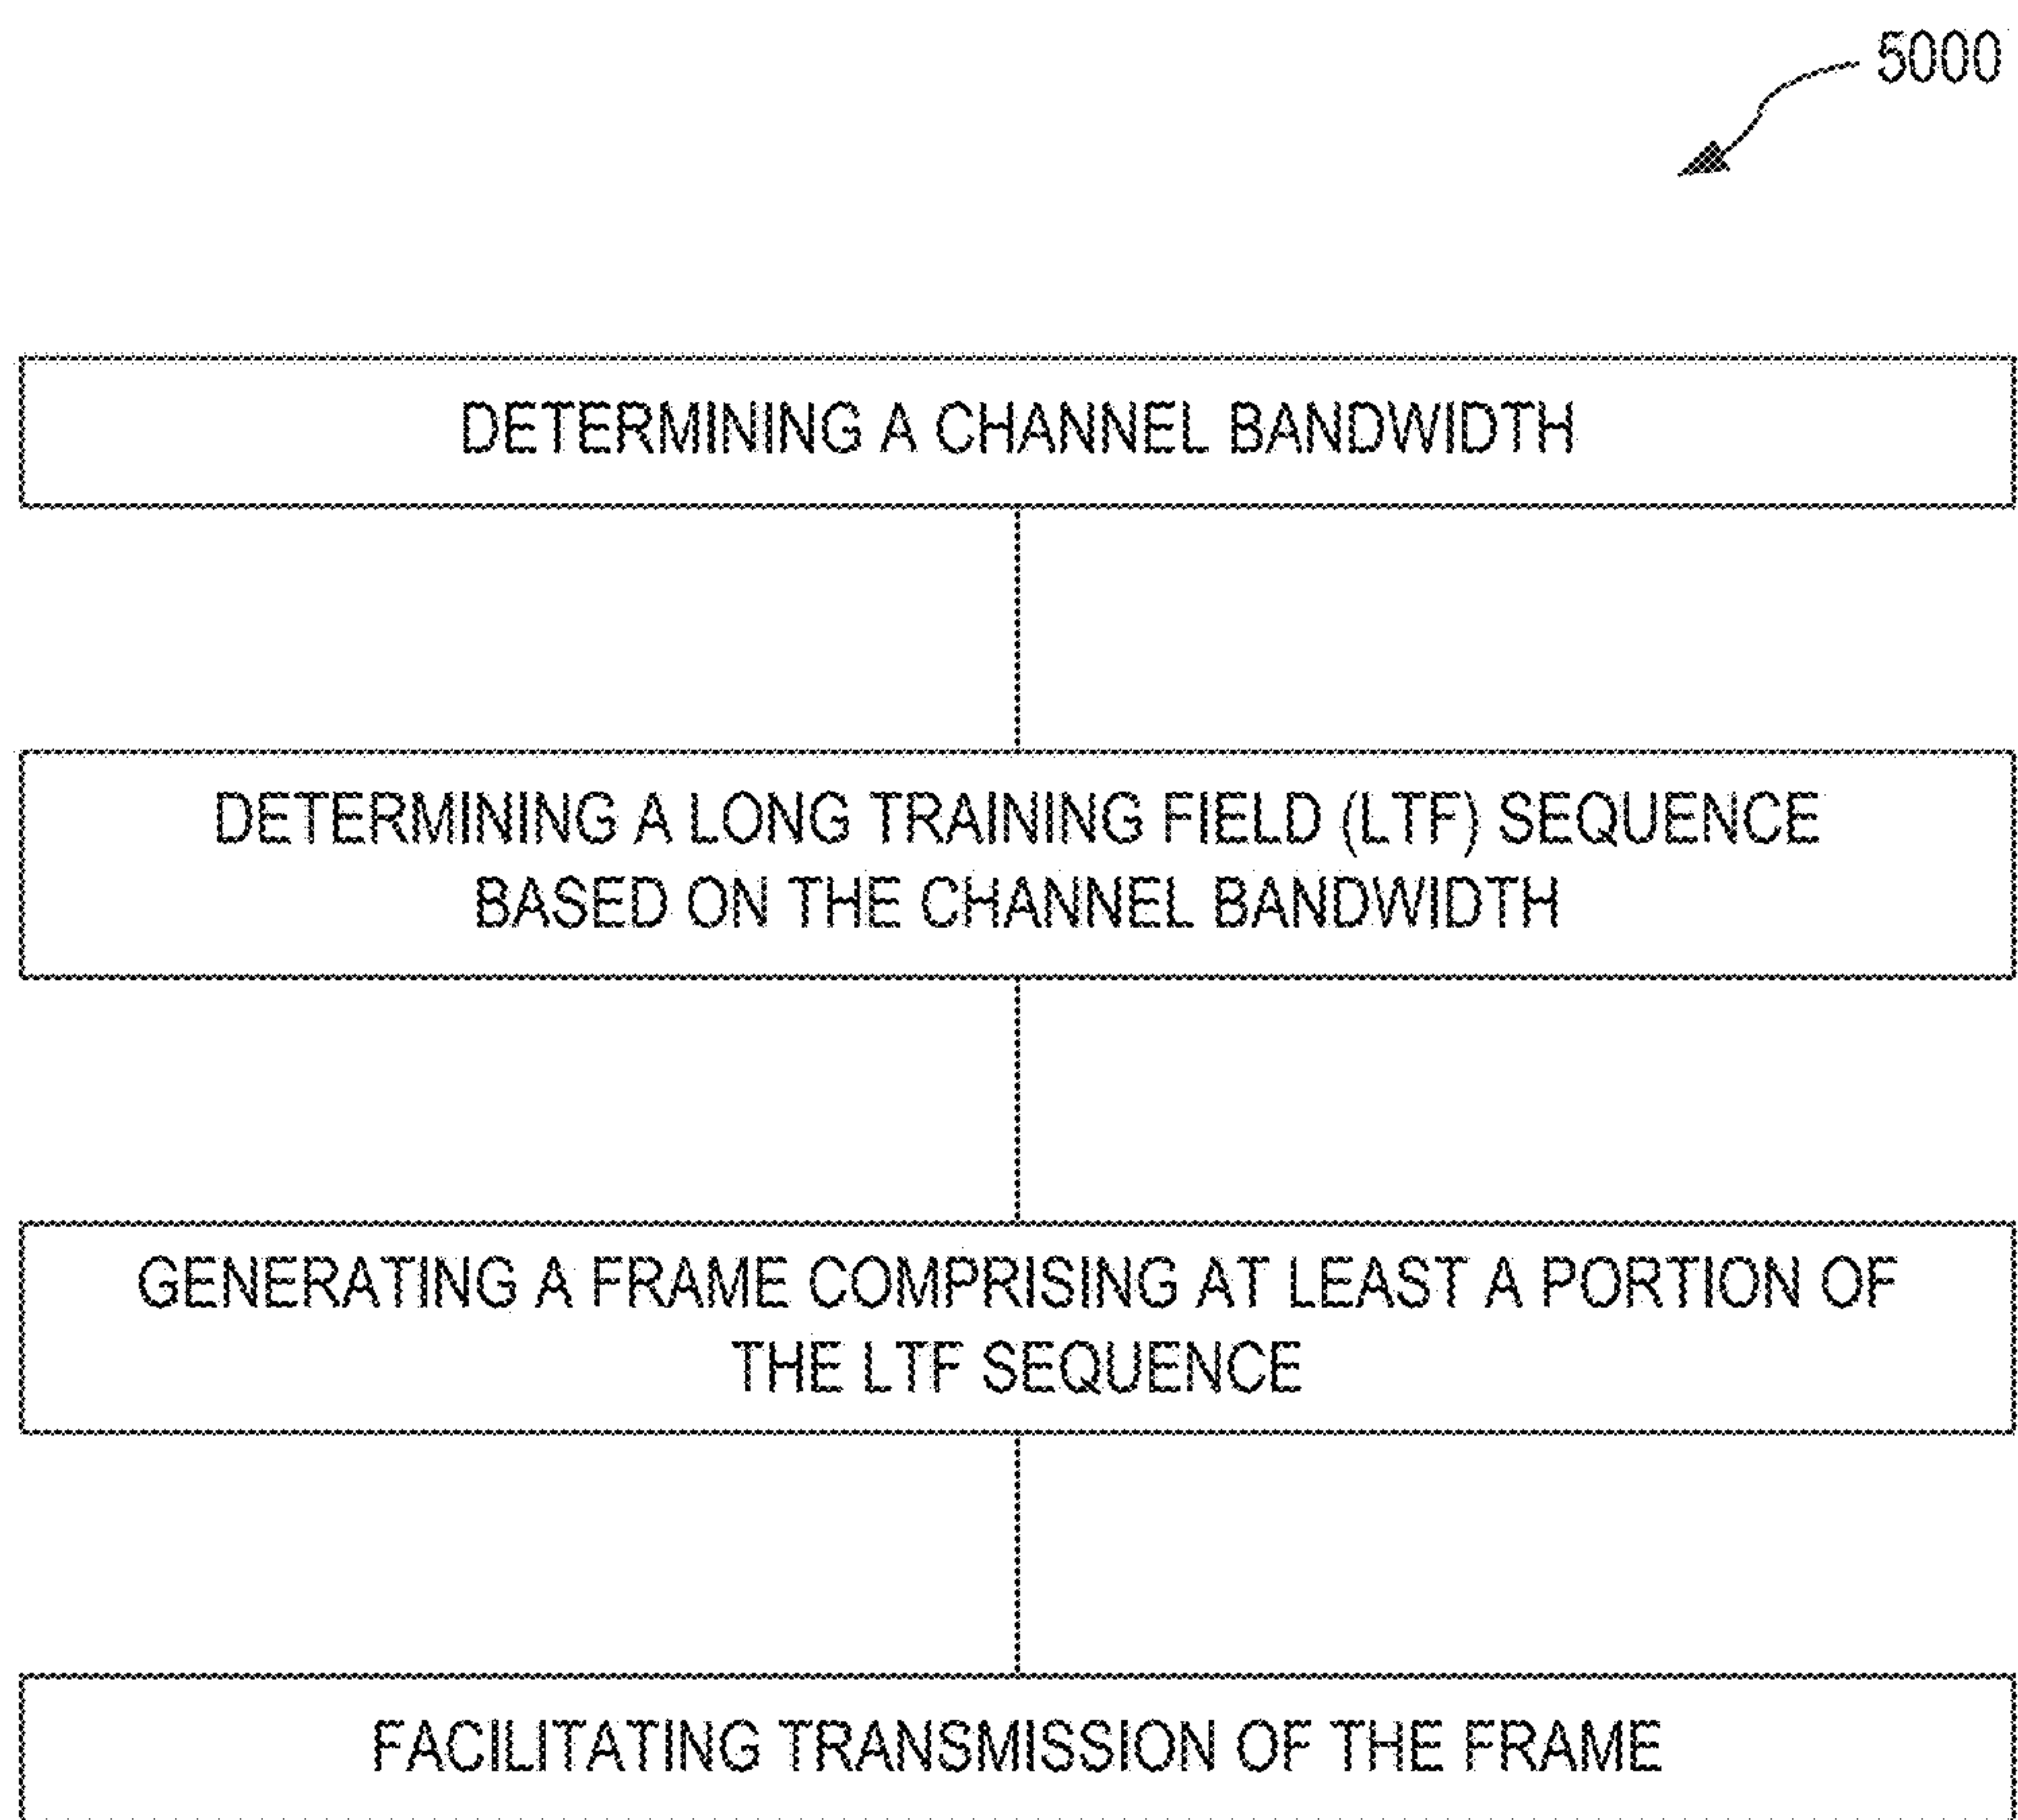 5000
DETERMINING A CHANNEL BANDWIDTH
DETERMINING A LONG TRAINING FIELD (LTF) SEQUENCE
BASED ON THE CHANNEL BANDWIDTH
GENERATING A FRAME COMPRISING AT LEAST A PORTION OF
THE LTF SEQUENCE
FACILITATING TRANSMISSION OF THE FRAME